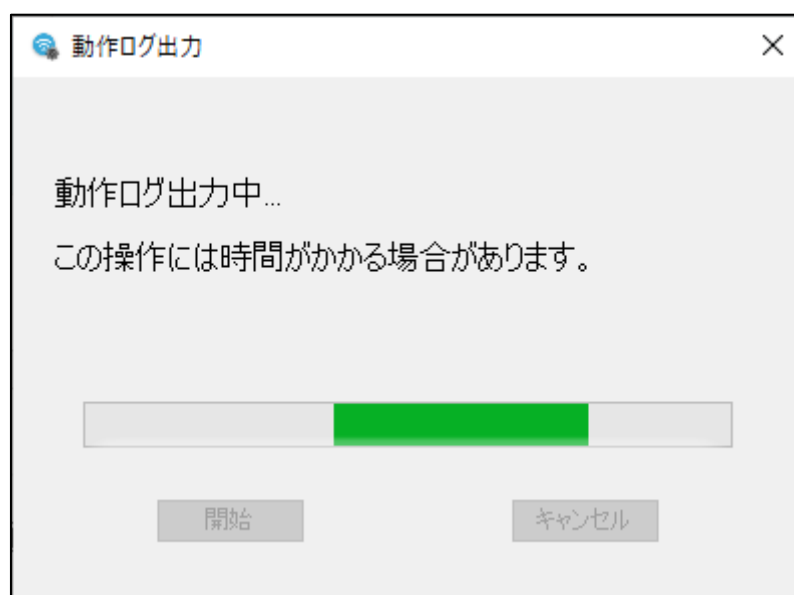 動作ログ出力
動作ログ出力中...
この操作には時間がかかる場合があります。
開始
キャンセル